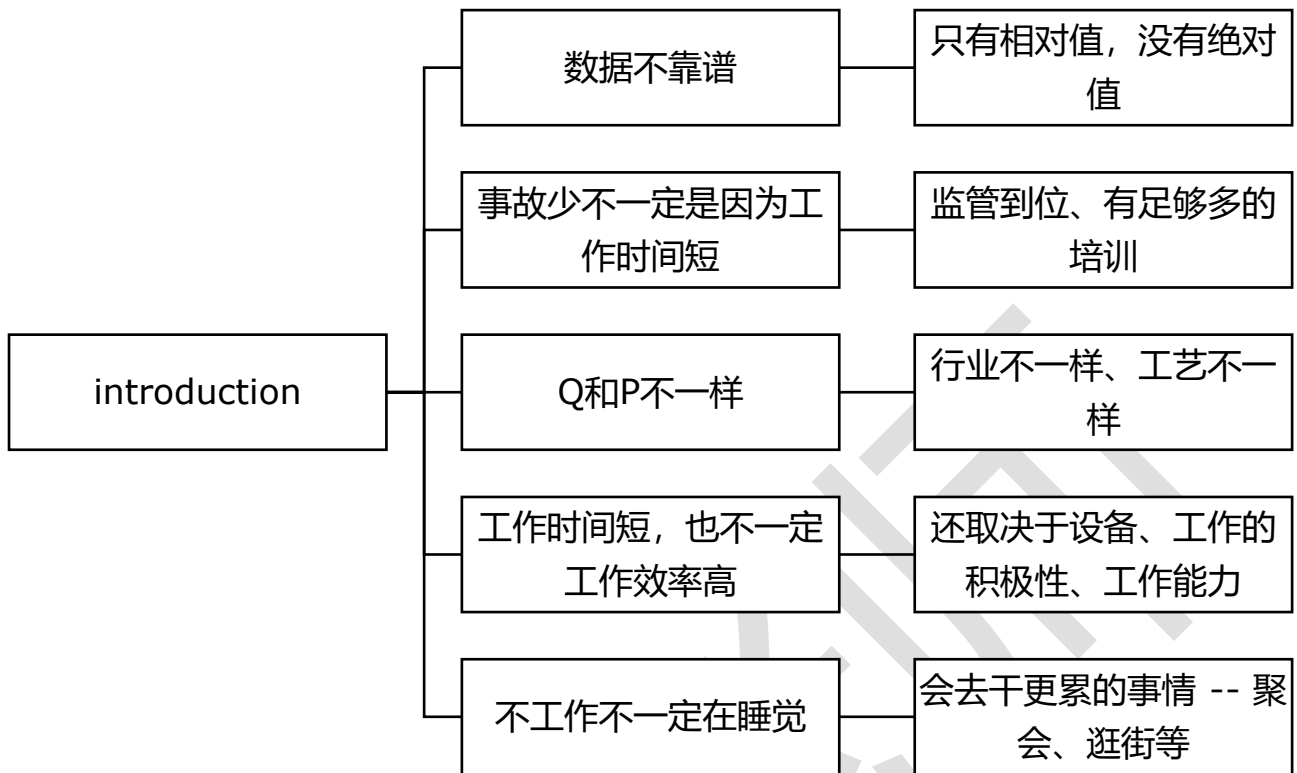 introduction
数据不靠谱
只有相对值，没有绝对
值
事故少不一定是因为工
作时间短
监管到位、有足够多的
培训
Q和P不一样
行业不一样、工艺不一
样
工作时间短，也不一定
工作效率高
还取决于设备、工作的
积极性、工作能力
不工作不一定在睡觉
会去干更累的事情 -- 聚
会、逛街等